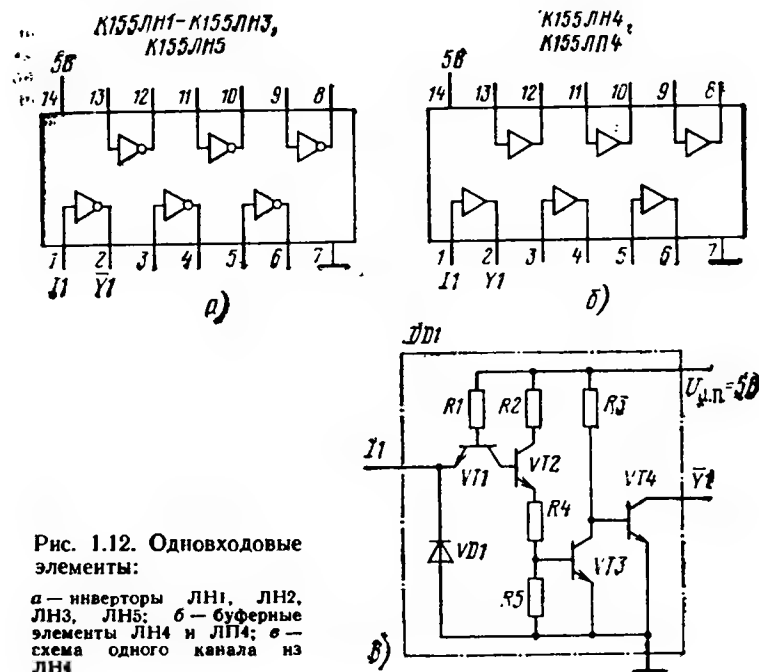 К155ЛН1–К155ЛН3,
К155ЛН5
5В
14 13 12 11 10 9 8
1 2 3 4 5 6 7
I1 Y̅1
а)
К155ЛН4,
К155ЛП4
5В
14 13 12 11 10 9 8
1 2 3 4 5 6 7
I1 Y1
б)
DD1
Uи.п.=5В
R1 R2 R3
I1
VT1 VT2 VT4 Y̅1
R4
VD1
VT3
R5
в)
Рис. 1.12. Одновходовые
элементы:
а — инверторы ЛН1, ЛН2,
ЛН3, ЛН5; б — буферные
элементы ЛН4 и ЛП4; в —
схема одного канала из
ЛН4